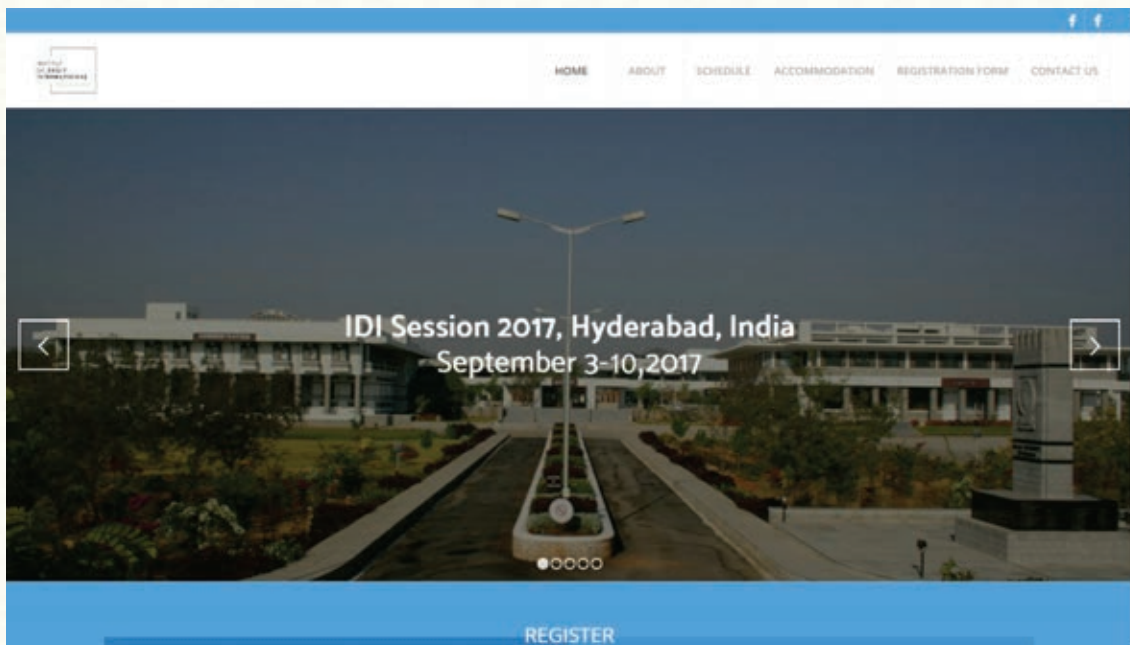 HOME ABOUT SCHEDULE ACCOMMODATION REGISTRATION FORM CONTACT US
IDI Session 2017, Hyderabad, India
September 3-10,2017
REGISTER